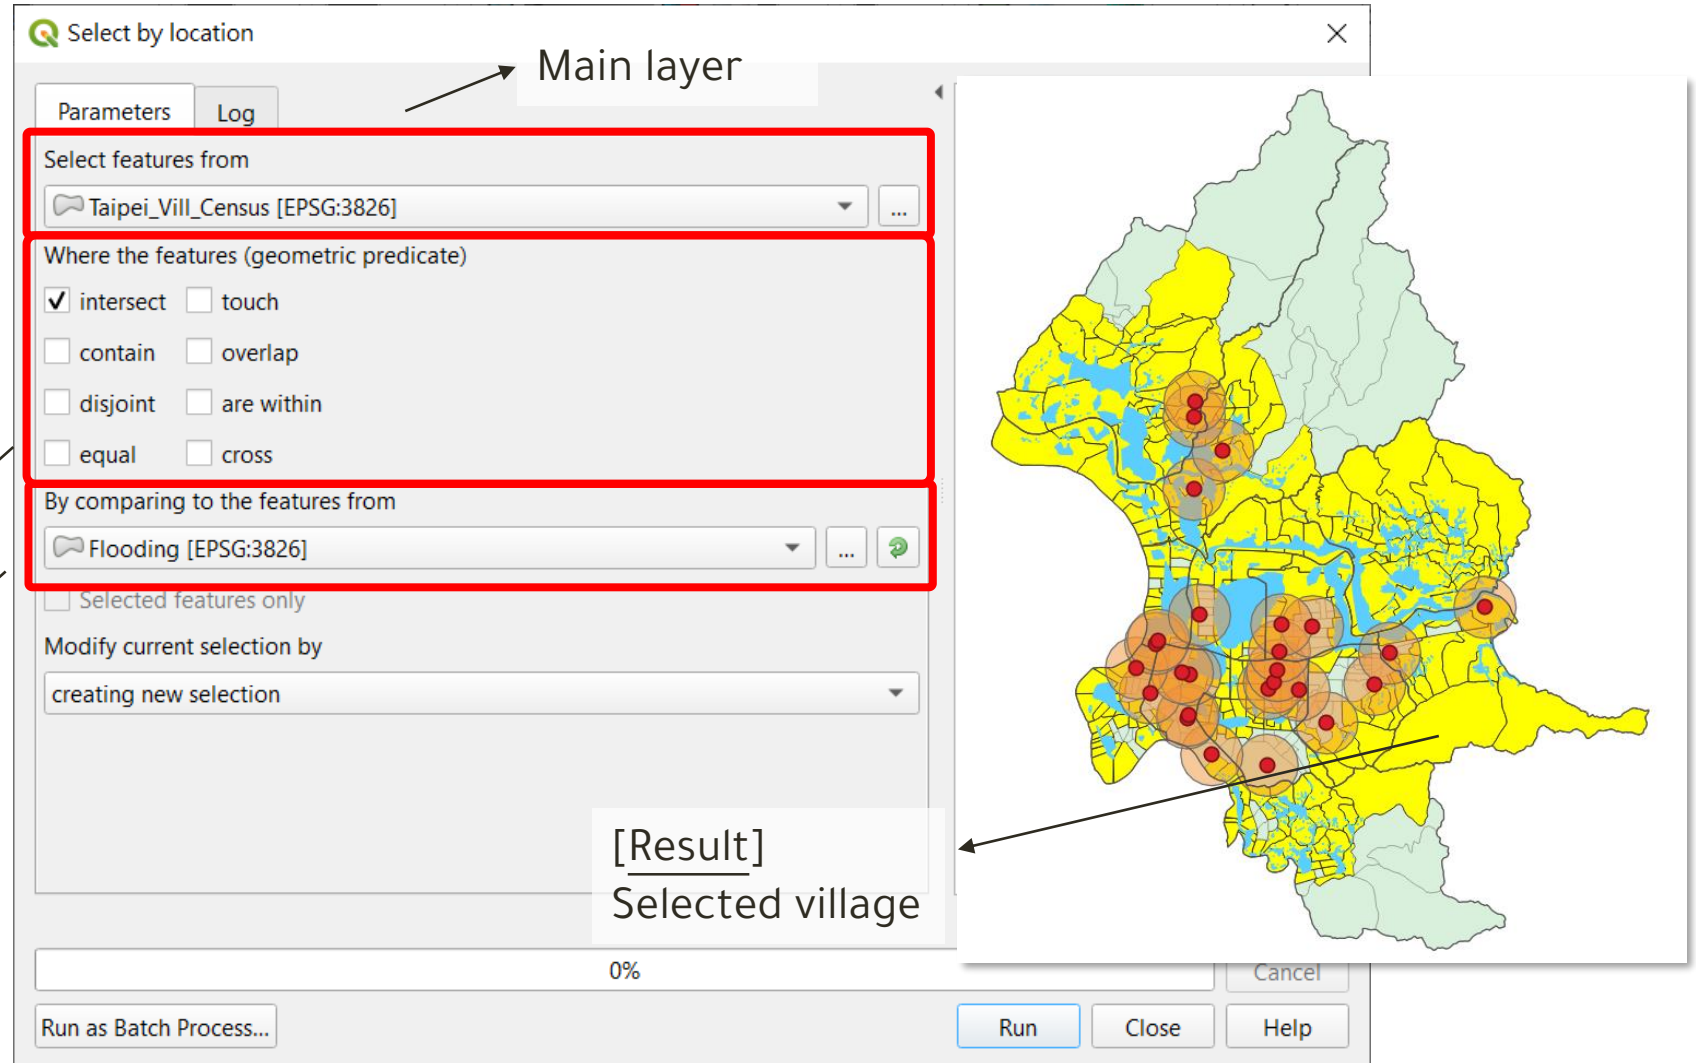 Select by location
Main layer
Parameters
Log
Select features from
Taipei_Vill_Census [EPSG:3826]
...
Where the features (geometric predicate)
intersect touch
contain overlap
disjoint are within
equal cross
By comparing to the features from
Flooding [EPSG:3826]
...
Selected features only
Modify current selection by
creating new selection
[Result]
Selected village
0%
Cancel
Run as Batch Process...
Run
Close
Help